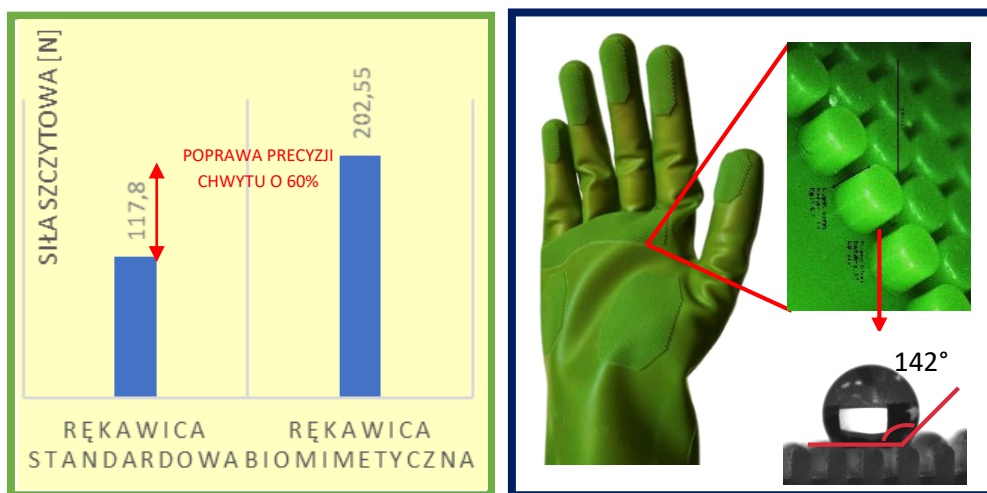 SIŁA SZCZYTOWA [N]
117,8
202,55
POPRAWA PRECYZJI
CHWYTU O 60%
RĘKAWICA
STANDARDOWA
RĘKAWICA
BIOMIMETYCZNA
142°